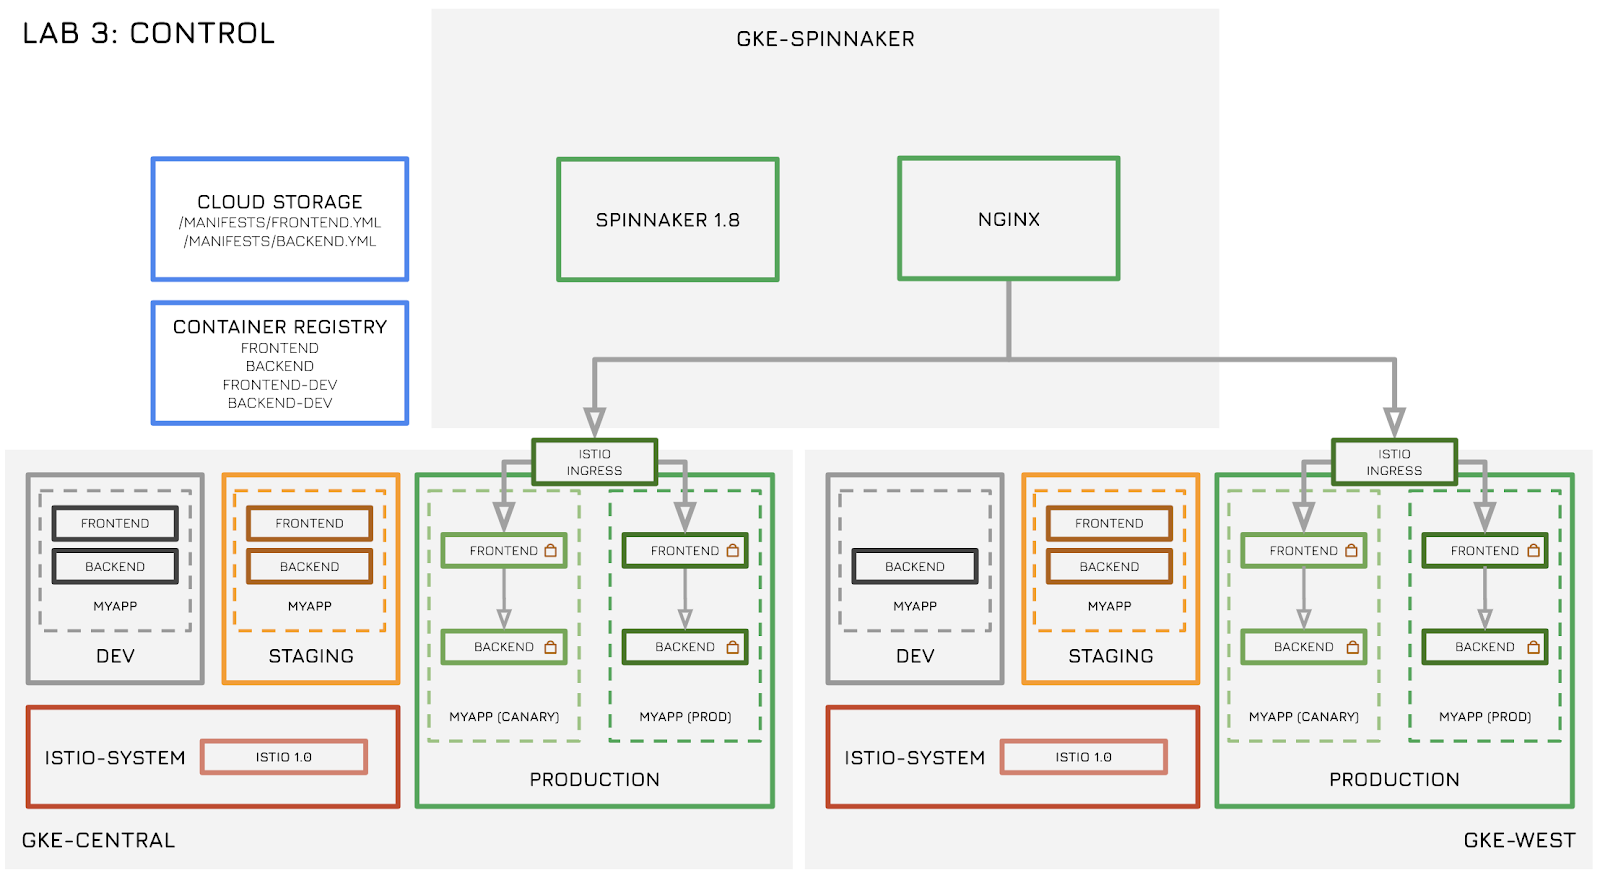 LAB 3: CONTROL
GKE-SPINNAKER
CLOUD STORAGE
/MANIFESTS/FRONTEND.YML
/MANIFESTS/BACKEND.YML
SPINNAKER 1.8
NGINX
CONTAINER REGISTRY
FRONTEND
BACKEND
FRONTEND-DEV
BACKEND-DEV
ISTIO
INGRESS
FRONTEND
BACKEND
MYAPP
DEV
FRONTEND
BACKEND
MYAPP
STAGING
FRONTEND
BACKEND
MYAPP (CANARY)
FRONTEND
BACKEND
MYAPP (PROD)
PRODUCTION
ISTIO-SYSTEM
ISTIO 1.0
GKE-CENTRAL
ISTIO
INGRESS
BACKEND
MYAPP
DEV
FRONTEND
BACKEND
MYAPP
STAGING
FRONTEND
BACKEND
MYAPP (CANARY)
FRONTEND
BACKEND
MYAPP (PROD)
PRODUCTION
ISTIO-SYSTEM
ISTIO 1.0
GKE-WEST